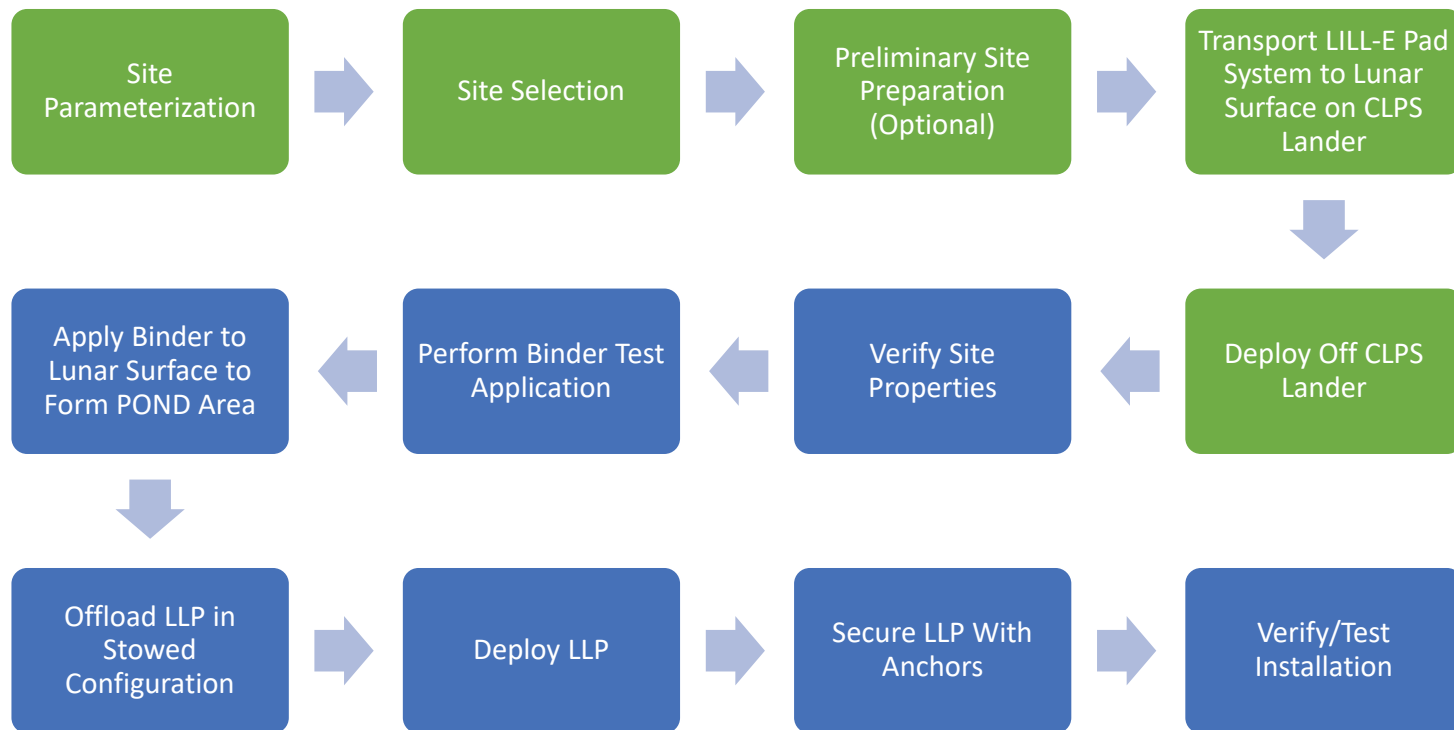 Site
Parameterization
Site Selection
Preliminary Site
Preparation
(Optional)
Transport LILL-E Pad
System to Lunar
Surface on CLPS
Lander
Apply Binder to
Lunar Surface to
Form POND Area
Perform Binder Test
Application
Verify Site
Properties
Deploy Off CLPS
Lander
Offload LLP in
Stowed
Configuration
Deploy LLP
Secure LLP With
Anchors
Verify/Test
Installation